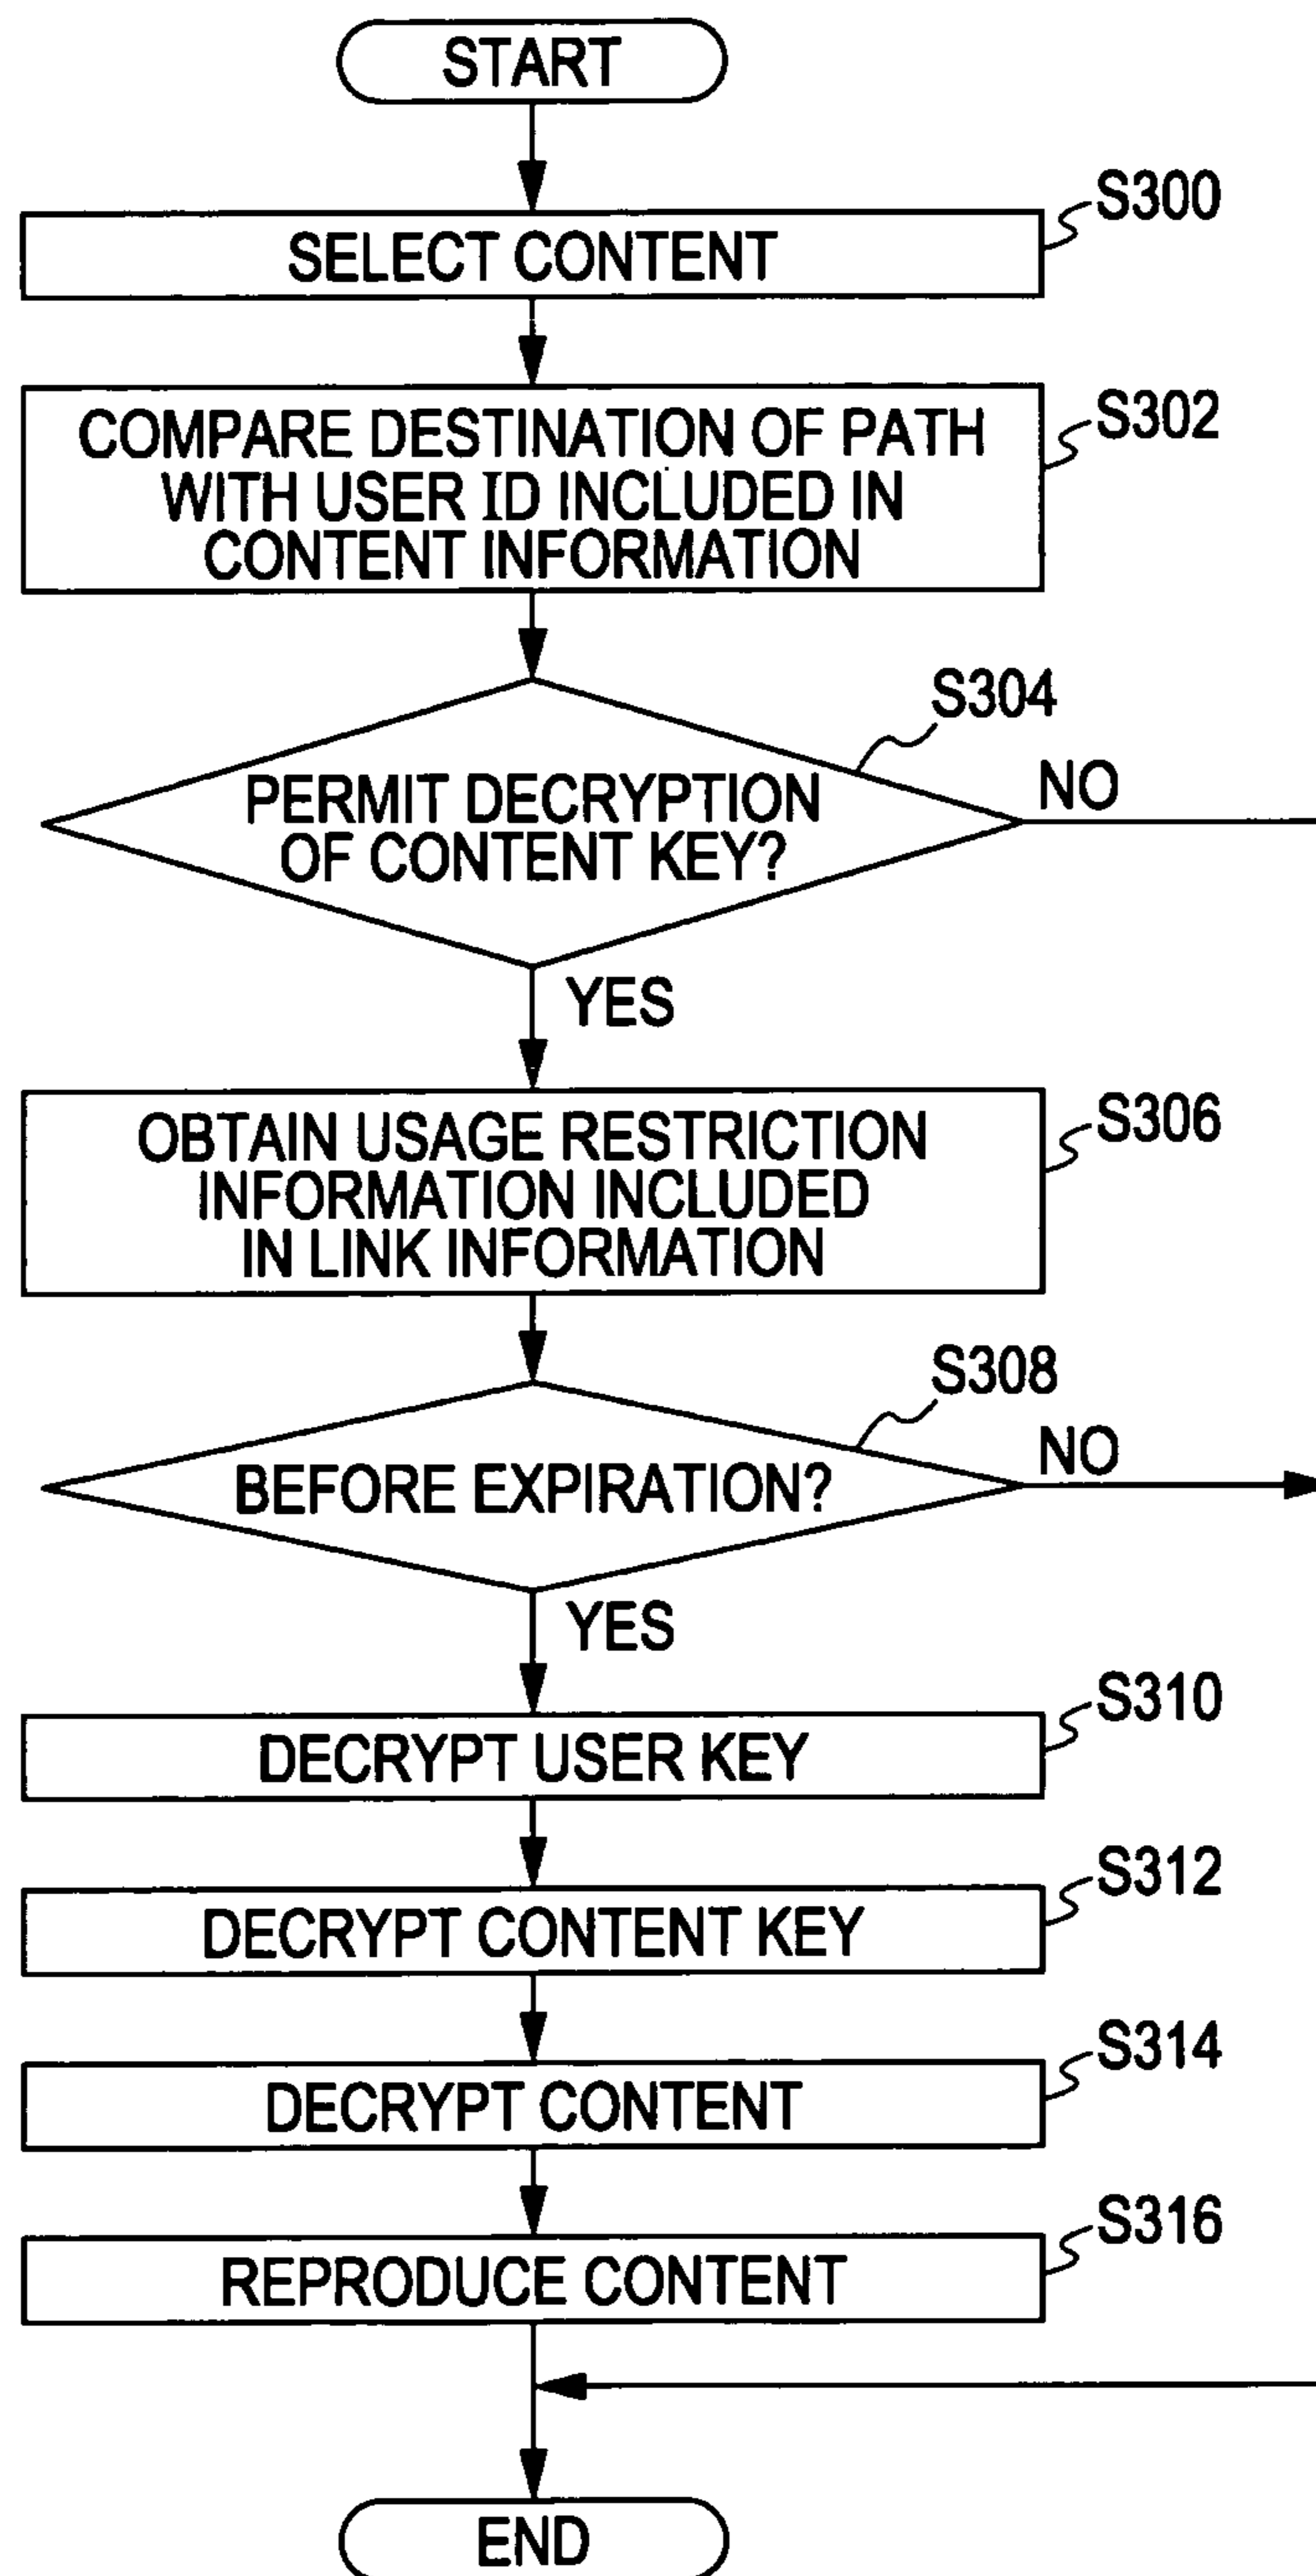 START
S300
SELECT CONTENT
S302
COMPARE DESTINATION OF PATH
WITH USER ID INCLUDED IN
CONTENT INFORMATION
S304
PERMIT DECRYPTION
OF CONTENT KEY?
NO
YES
S306
OBTAIN USAGE RESTRICTION
INFORMATION INCLUDED
IN LINK INFORMATION
S308
BEFORE EXPIRATION?
NO
YES
S310
DECRYPT USER KEY
S312
DECRYPT CONTENT KEY
S314
DECRYPT CONTENT
S316
REPRODUCE CONTENT
END